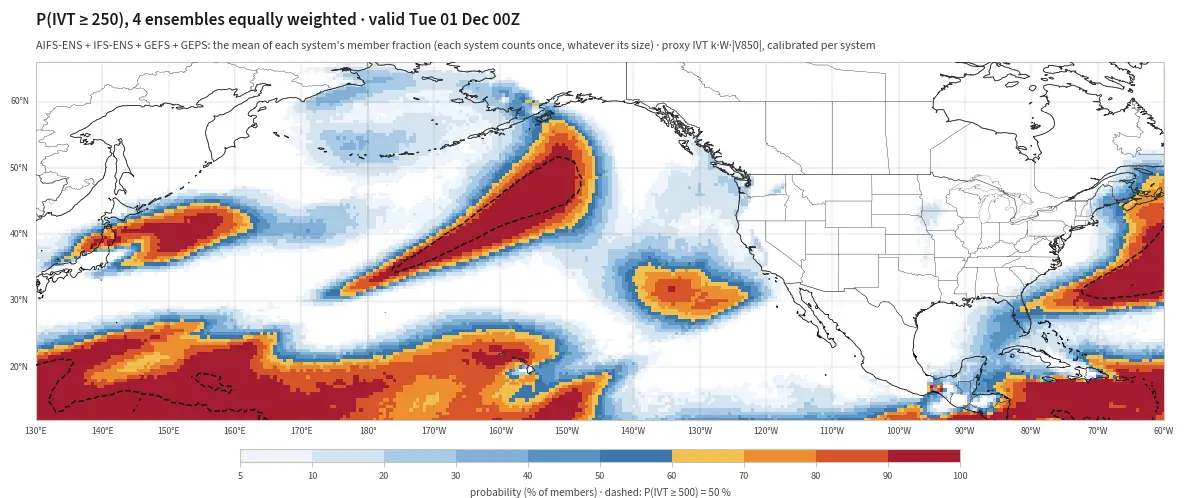 P(IVT ≥ 250), 4 ensembles equally weighted · valid Tue 01 Dec 00Z
AIFS-ENS + IFS-ENS + GEFS + GEPS: the mean of each system's member fraction (each system counts once, whatever its size) · proxy IVT k·W·|V850|, calibrated per system
60°N
50°N
40°N
30°N
20°N
130°E 140°E 150°E 160°E 170°E 180° 170°W 160°W 150°W 140°W 130°W 120°W 110°W 100°W 90°W 80°W 70°W 60°W
5 10 20 30 40 50 60 70 80 90 100
probability (% of members) · dashed: P(IVT ≥ 500) = 50 %